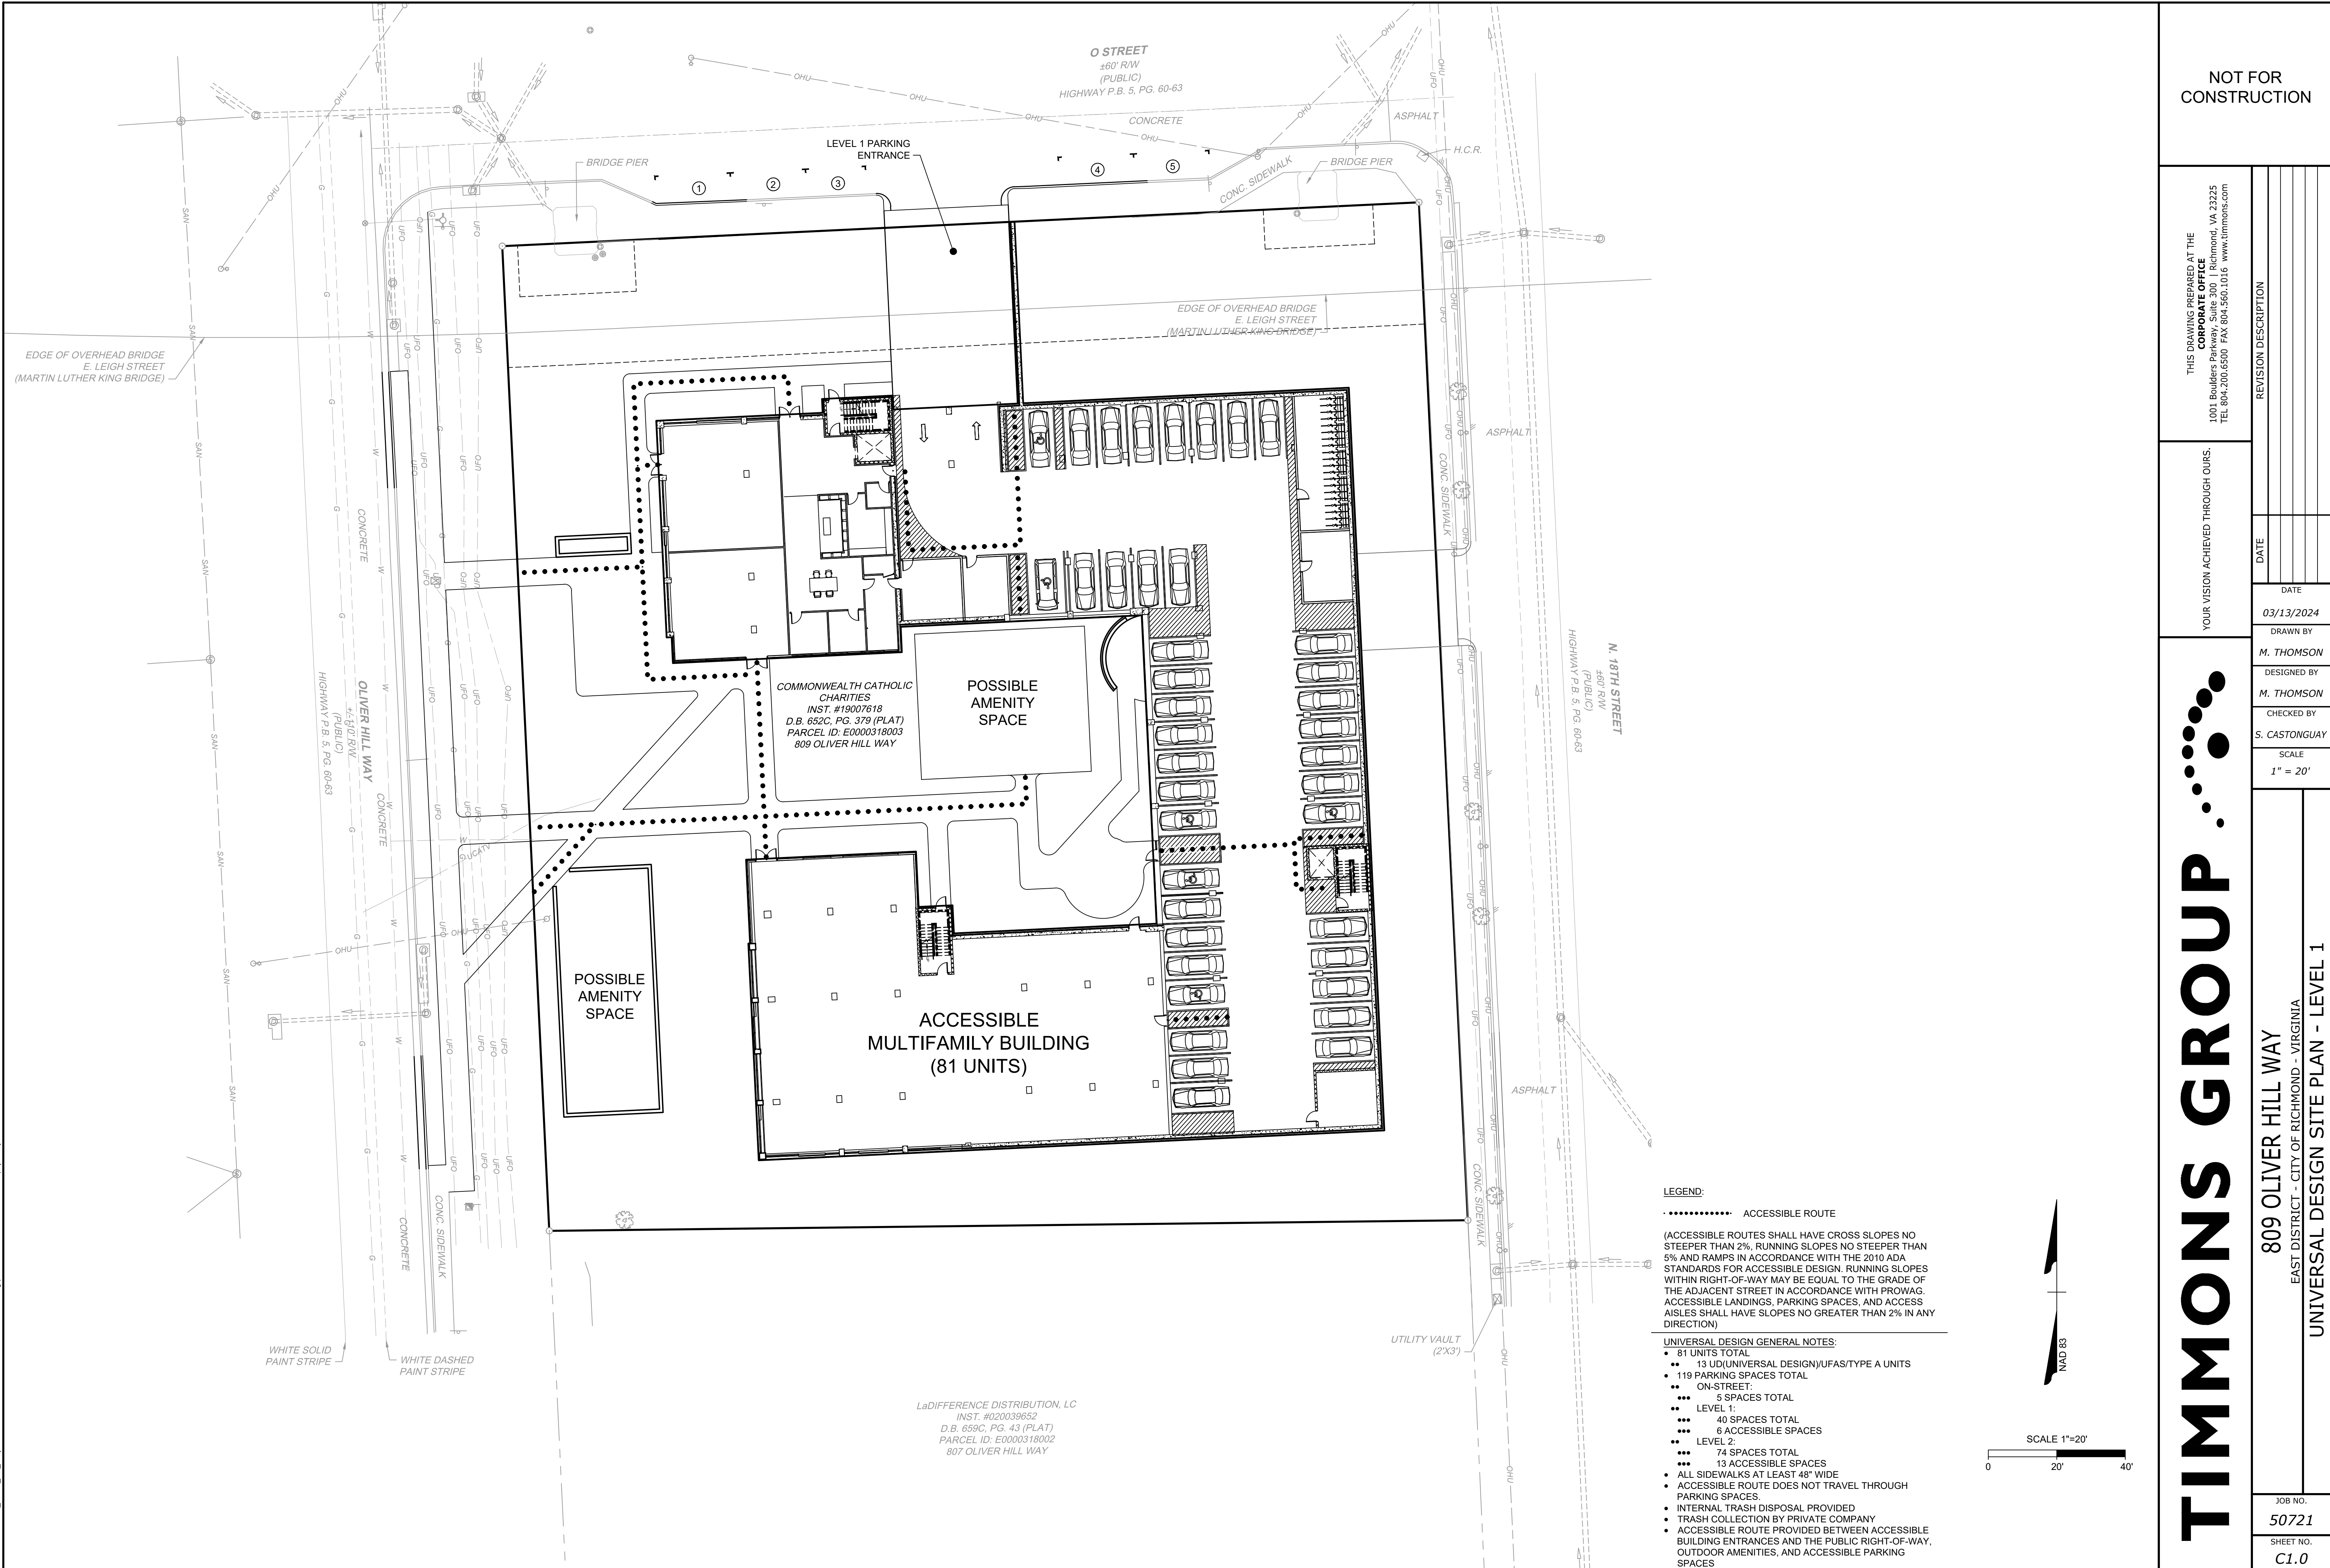 O STREET
±60' R/W
(PUBLIC)
HIGHWAY P.B. 5, PG. 60-63
CONCRETE
ASPHALT
H.C.R.
LEVEL 1 PARKING
ENTRANCE
BRIDGE PIER
1
2
3
4
5
CONC. SIDEWALK
BRIDGE PIER
EDGE OF OVERHEAD BRIDGE
E. LEIGH STREET
(MARTIN LUTHER KING BRIDGE)
EDGE OF OVERHEAD BRIDGE
E. LEIGH STREET
(MARTIN LUTHER KING BRIDGE)
ASPHALT
CONC. SIDEWALK
CONCRETE
OLIVER HILL WAY
+/-110' R/W
(PUBLIC)
HIGHWAY P.B. 5, PG. 60-63
CONCRETE
N. 18TH STREET
±60' R/W
(PUBLIC)
HIGHWAY P.B. 5, PG. 60-63
COMMONWEALTH CATHOLIC
CHARITIES
INST. #19007618
D.B. 652C, PG. 379 (PLAT)
PARCEL ID: E0000318003
809 OLIVER HILL WAY
POSSIBLE
AMENITY
SPACE
UCATV
OHU
POSSIBLE
AMENITY
SPACE
ACCESSIBLE
MULTIFAMILY BUILDING
(81 UNITS)
ASPHALT
CONCRETE
CONC. SIDEWALK
CONC. SIDEWALK
WHITE SOLID
PAINT STRIPE
WHITE DASHED
PAINT STRIPE
UTILITY VAULT
(2'X3')
LaDIFFERENCE DISTRIBUTION, LC
INST. #020039652
D.B. 659C, PG. 43 (PLAT)
PARCEL ID: E0000318002
807 OLIVER HILL WAY
LEGEND:
ACCESSIBLE ROUTE
(ACCESSIBLE ROUTES SHALL HAVE CROSS SLOPES NO
STEEPER THAN 2%, RUNNING SLOPES NO STEEPER THAN
5% AND RAMPS IN ACCORDANCE WITH THE 2010 ADA
STANDARDS FOR ACCESSIBLE DESIGN. RUNNING SLOPES
WITHIN RIGHT-OF-WAY MAY BE EQUAL TO THE GRADE OF
THE ADJACENT STREET IN ACCORDANCE WITH PROWAG.
ACCESSIBLE LANDINGS, PARKING SPACES, AND ACCESS
AISLES SHALL HAVE SLOPES NO GREATER THAN 2% IN ANY
DIRECTION)
UNIVERSAL DESIGN GENERAL NOTES:
• 81 UNITS TOTAL
•• 13 UD(UNIVERSAL DESIGN)/UFAS/TYPE A UNITS
• 119 PARKING SPACES TOTAL
•• ON-STREET:
••• 5 SPACES TOTAL
•• LEVEL 1:
••• 40 SPACES TOTAL
••• 6 ACCESSIBLE SPACES
•• LEVEL 2:
••• 74 SPACES TOTAL
••• 13 ACCESSIBLE SPACES
• ALL SIDEWALKS AT LEAST 48" WIDE
• ACCESSIBLE ROUTE DOES NOT TRAVEL THROUGH
PARKING SPACES.
• INTERNAL TRASH DISPOSAL PROVIDED
• TRASH COLLECTION BY PRIVATE COMPANY
• ACCESSIBLE ROUTE PROVIDED BETWEEN ACCESSIBLE
BUILDING ENTRANCES AND THE PUBLIC RIGHT-OF-WAY,
OUTDOOR AMENITIES, AND ACCESSIBLE PARKING
SPACES
NAD 83
SCALE 1"=20'
0 20' 40'
NOT FOR
CONSTRUCTION
THIS DRAWING PREPARED AT THE
CORPORATE OFFICE
1001 Boulders Parkway, Suite 300 | Richmond, VA 23225
TEL 804.200.6500 FAX 804.560.1016 www.timmons.com
REVISION DESCRIPTION
DATE
YOUR VISION ACHIEVED THROUGH OURS.
DATE
03/13/2024
DRAWN BY
M. THOMSON
DESIGNED BY
M. THOMSON
CHECKED BY
S. CASTONGUAY
SCALE
1" = 20'
TIMMONS GROUP
809 OLIVER HILL WAY
EAST DISTRICT - CITY OF RICHMOND - VIRGINIA
UNIVERSAL DESIGN SITE PLAN - LEVEL 1
JOB NO.
50721
SHEET NO.
C1.0